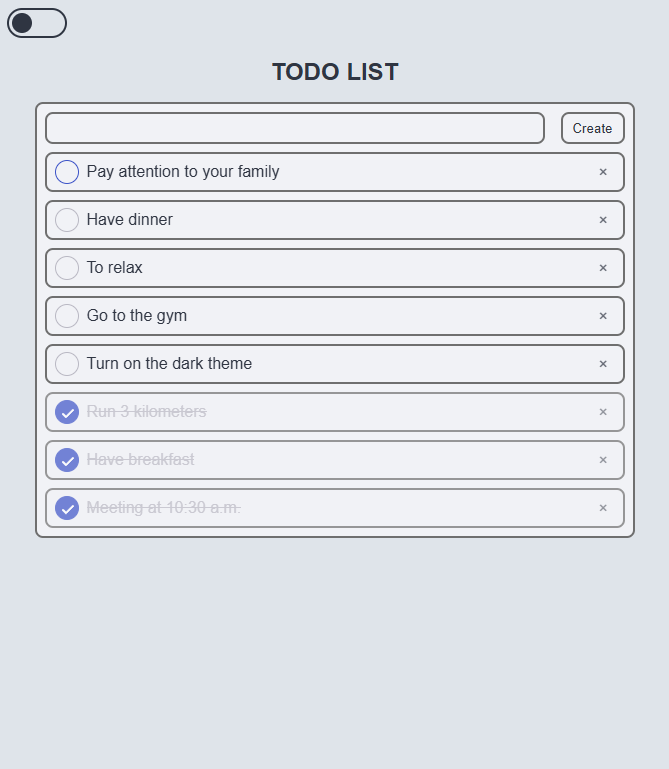 TODO LIST
Create
Pay attention to your family ×
Have dinner ×
To relax ×
Go to the gym ×
Turn on the dark theme ×
Run 3 kilometers ×
Have breakfast ×
Meeting at 10:30 a.m. ×